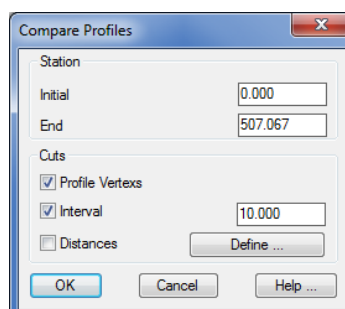 Compare Profiles
Station
Initial 0.000
End 507.067
Cuts
Profile Vertexs
Interval 10.000
Distances Define ...
OK Cancel Help ...